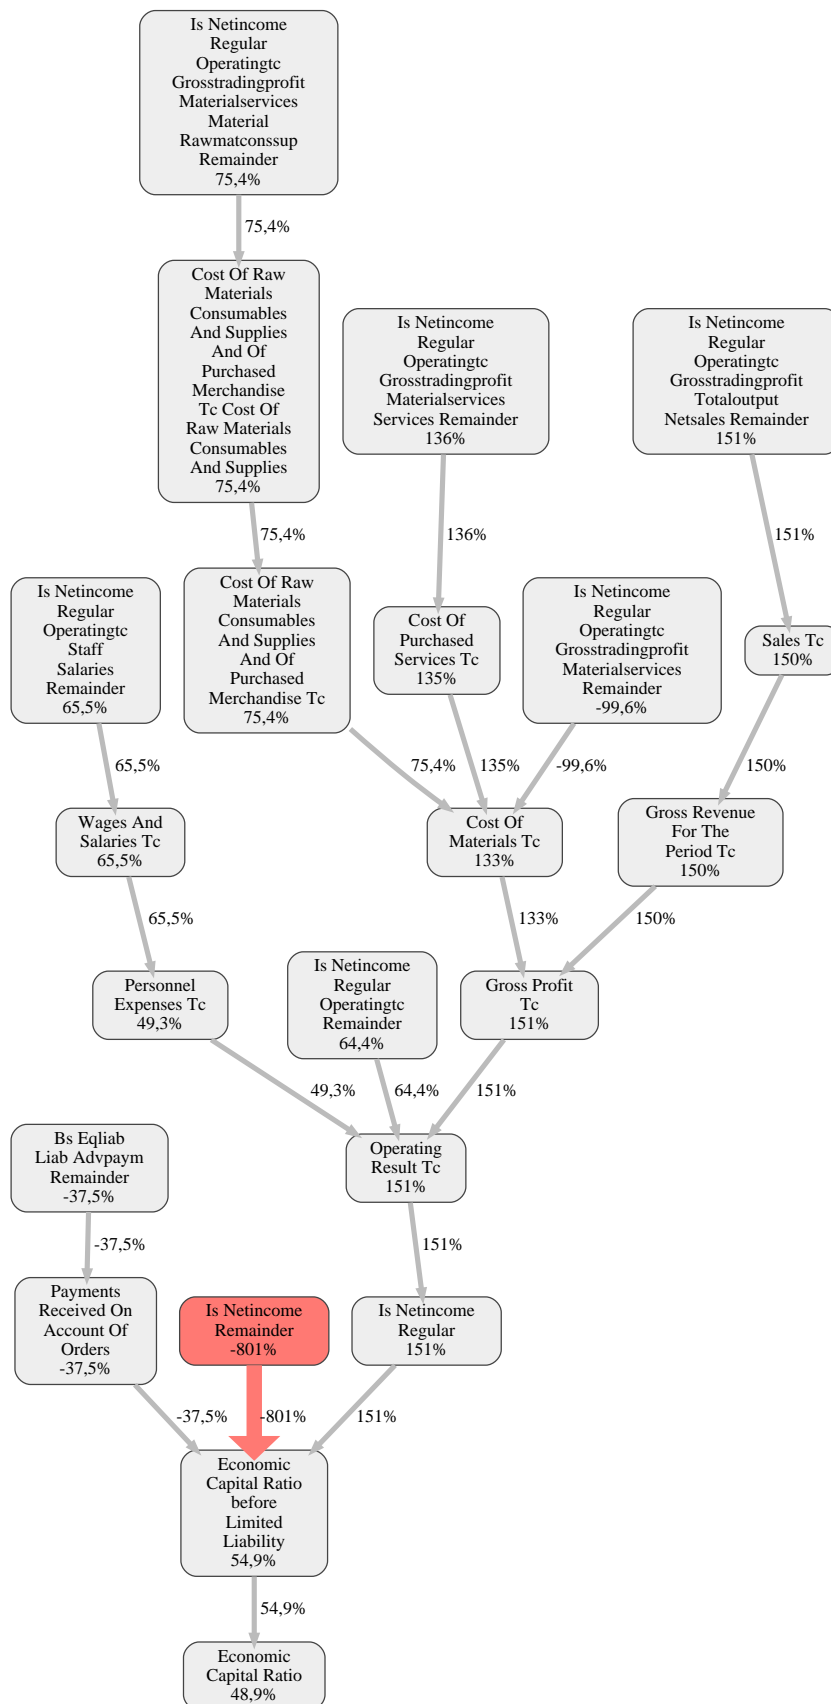 Is Netincome
Regular
Operatingtc
Grosstradingprofit
Materialservices
Material
Rawmatconssup
Remainder
75,4%
75,4%
Cost Of Raw
Materials
Consumables
And Supplies
And Of
Purchased
Merchandise
Tc Cost Of
Raw Materials
Consumables
And Supplies
75,4%
Is Netincome
Regular
Operatingtc
Grosstradingprofit
Materialservices
Services Remainder
136%
Is Netincome
Regular
Operatingtc
Grosstradingprofit
Totaloutput
Netsales Remainder
151%
75,4%
136%
151%
Is Netincome
Regular
Operatingtc
Staff
Salaries
Remainder
65,5%
Cost Of Raw
Materials
Consumables
And Supplies
And Of
Purchased
Merchandise Tc
75,4%
Cost Of
Purchased
Services Tc
135%
Is Netincome
Regular
Operatingtc
Grosstradingprofit
Materialservices
Remainder
-99,6%
Sales Tc
150%
65,5%
75,4%
135%
-99,6%
150%
Wages And
Salaries Tc
65,5%
Cost Of
Materials Tc
133%
Gross Revenue
For The
Period Tc
150%
65,5%
133%
150%
Personnel
Expenses Tc
49,3%
Is Netincome
Regular
Operatingtc
Remainder
64,4%
Gross Profit
Tc
151%
49,3%
64,4%
151%
Bs Eqliab
Liab Advpaym
Remainder
-37,5%
Operating
Result Tc
151%
-37,5%
151%
Payments
Received On
Account Of
Orders
-37,5%
Is Netincome
Remainder
-801%
Is Netincome
Regular
151%
-37,5%
-801%
151%
Economic
Capital Ratio
before
Limited
Liability
54,9%
54,9%
Economic
Capital Ratio
48,9%